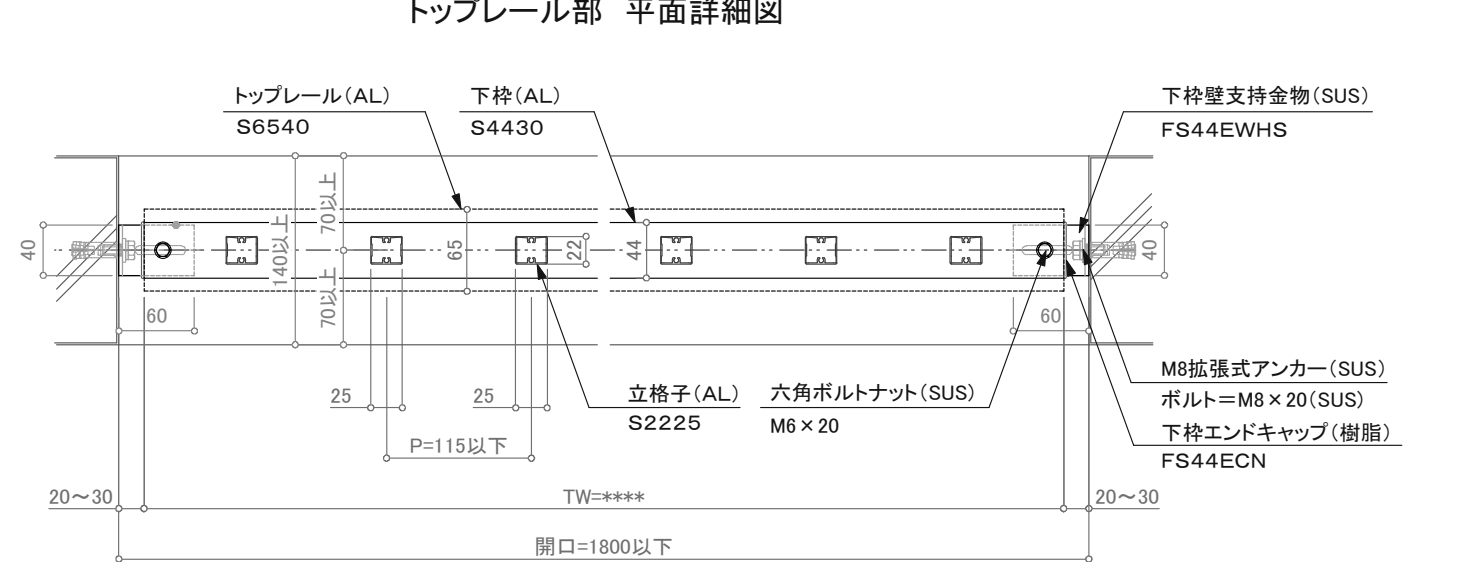 トップレール部 平面詳細図
トップレール(AL)
S6540
下枠(AL)
S4430
下枠壁支持金物(SUS)
FS44EWHS
40
60
140以上
70以上
70以上
65
22
44
60
40
25
25
P=115以下
立格子(AL)
S2225
六角ボルトナット(SUS)
M6×20
M8拡張式アンカー(SUS)
ボルト=M8×20(SUS)
下枠エンドキャップ(樹脂)
FS44ECN
20~30
TW=****
20~30
開口=1800以下